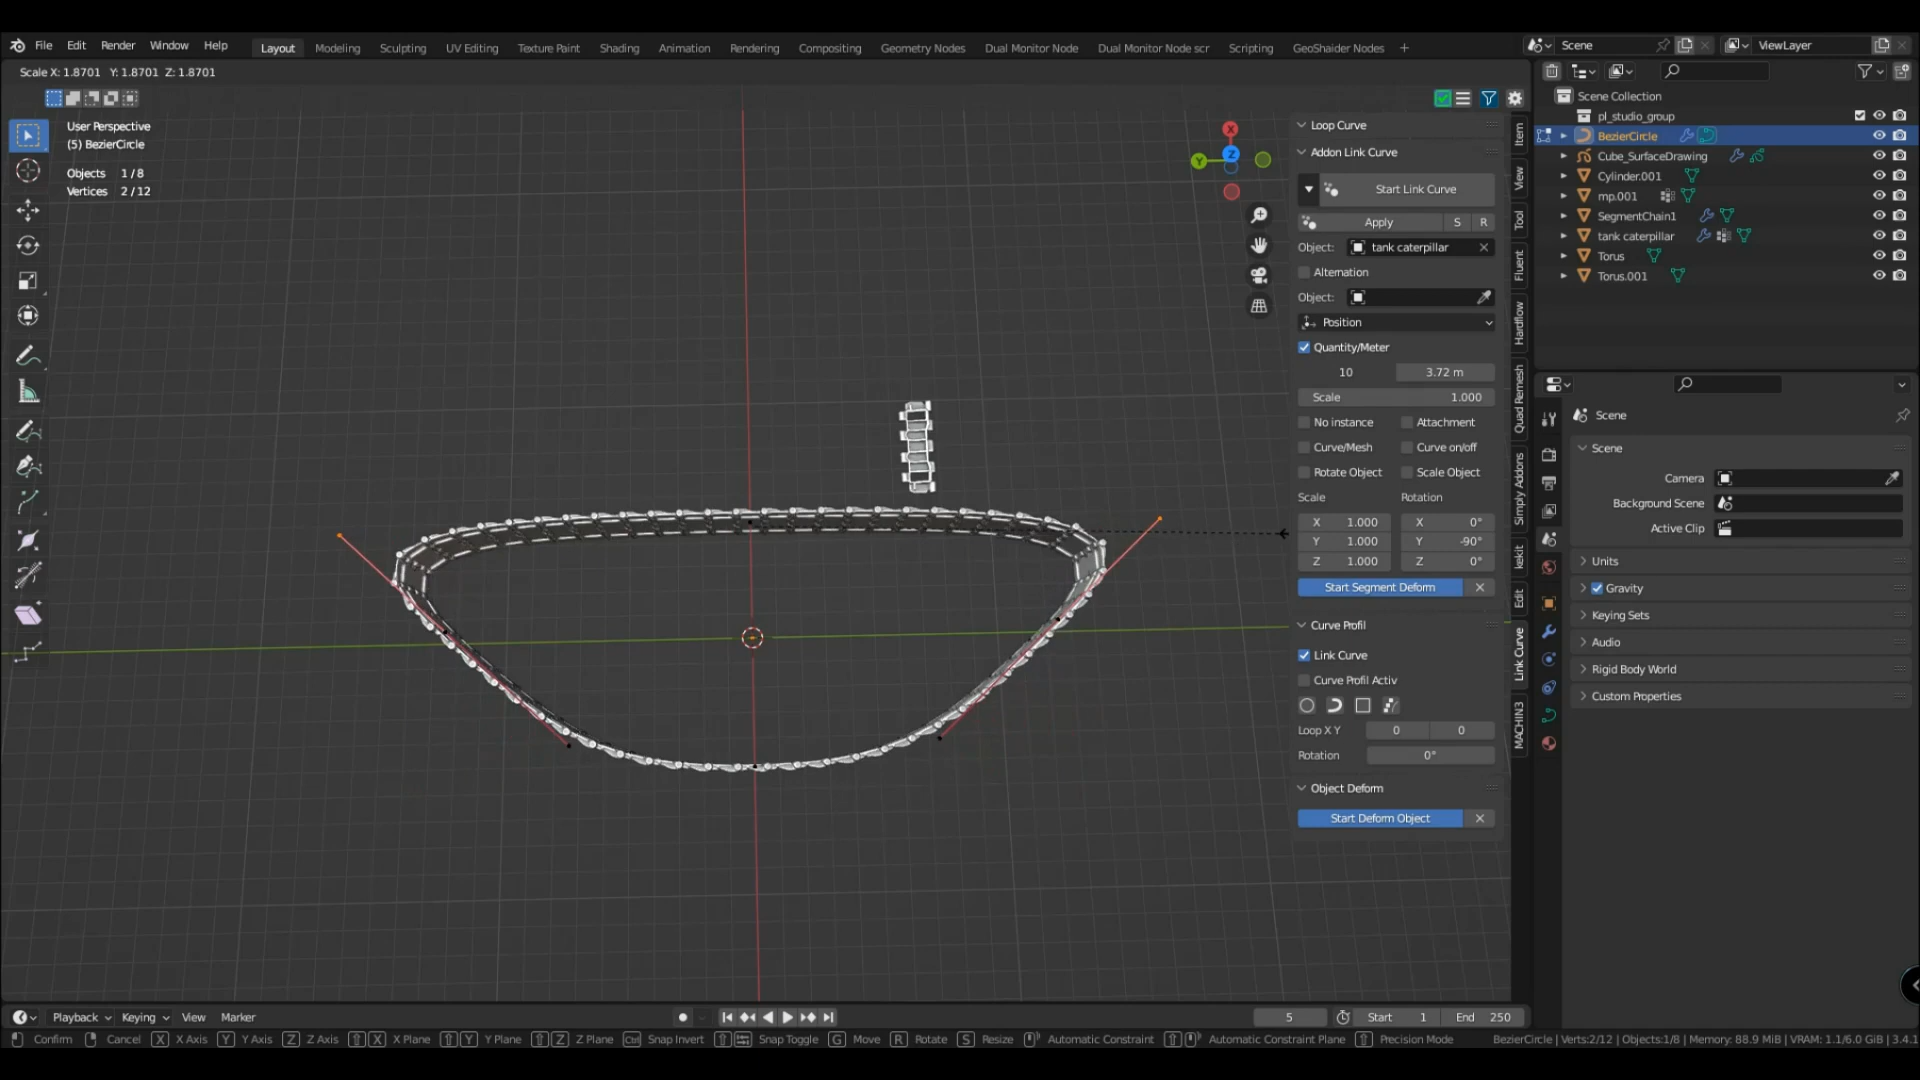 File Edit Render Window Help Layout Modeling Sculpting UV Editing Texture Paint Shading Animation Rendering Compositing Geometry Nodes Dual Monitor Node Dual Monitor Node scr Scripting GeoShaider Nodes + Scene ViewLayer
Scale X: 1.8701 Y: 1.8701 Z: 1.8701
User Perspective
(5) BezierCircle
Objects 1/8
Vertices 2/12
X
Y
Z
Loop Curve
Addon Link Curve
Start Link Curve
Apply S R
Object: tank caterpillar
Alternation
Object:
Position
Quantity/Meter
10 3.72 m
Scale 1.000
No instance Attachment
Curve/Mesh Curve on/off
Rotate Object Scale Object
Scale Rotation
X 1.000 X 0°
Y 1.000 Y -90°
Z 1.000 Z 0°
Start Segment Deform
Curve Profil
Link Curve
Curve Profil Activ
Loop X Y 0 0
Rotation 0°
Object Deform
Start Deform Object
Item
View
Tool
Fluent
Hardflow
Quad Remesh
Simply Addons
kekit
Edit
Link Curve
MACHIN3
Scene Collection
pl_studio_group
BezierCircle
Cube_SurfaceDrawing
Cylinder.001
mp.001
SegmentChain1
tank caterpillar
Torus
Torus.001
Scene
Scene
Camera
Background Scene
Active Clip
Units
Gravity
Keying Sets
Audio
Rigid Body World
Custom Properties
Playback Keying View Marker 5 Start 1 End 250
Confirm Cancel X X Axis Y Y Axis Z Z Axis X X Plane Y Y Plane Z Z Plane Ctrl Snap Invert Snap Toggle G Move R Rotate S Resize Automatic Constraint Automatic Constraint Plane Precision Mode BezierCircle | Verts:2/12 | Objects:1/8 | Memory: 88.9 MiB | VRAM: 1.1/6.0 GiB | 3.4.1